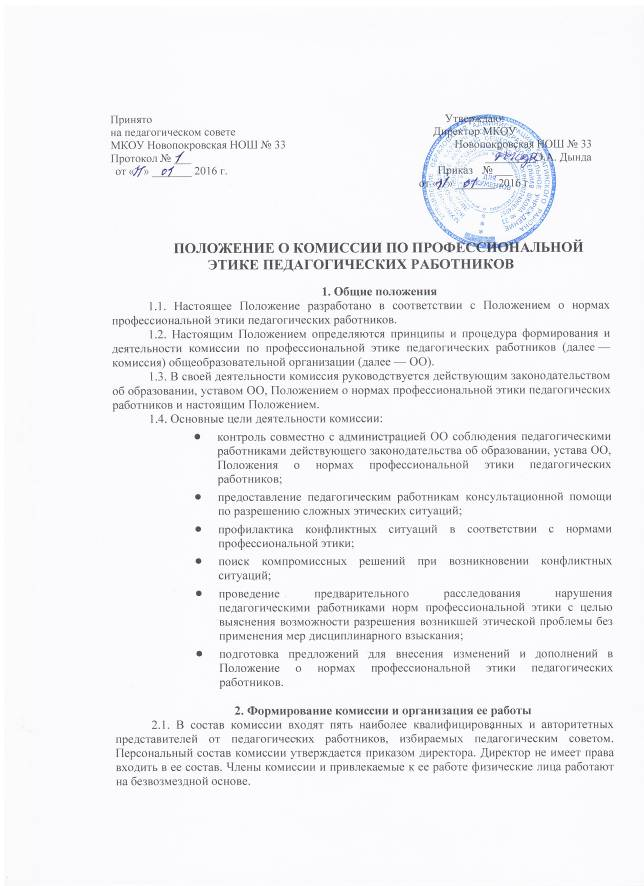 Принято
на педагогическом совете
МКОУ Новопокровская НОШ № 33
Протокол № 1
от «11» 01 2016 г.
Утверждаю
Директор МКОУ
Новопокровская НОШ № 33
Дында
Приказ №
от «11» 01 2016 г.
ПОЛОЖЕНИЕ О КОМИССИИ ПО ПРОФЕССИОНАЛЬНОЙ
ЭТИКЕ ПЕДАГОГИЧЕСКИХ РАБОТНИКОВ
1. Общие положения
1.1. Настоящее Положение разработано в соответствии с Положением о нормах
профессиональной этики педагогических работников.
1.2. Настоящим Положением определяются принципы и процедура формирования и
деятельности комиссии по профессиональной этике педагогических работников (далее —
комиссия) общеобразовательной организации (далее — ОО).
1.3. В своей деятельности комиссия руководствуется действующим законодательством
об образовании, уставом ОО, Положением о нормах профессиональной этики педагогических
работников и настоящим Положением.
1.4. Основные цели деятельности комиссии:
• контроль совместно с администрацией ОО соблюдения педагогическими
работниками действующего законодательства об образовании, устава ОО,
Положения о нормах профессиональной этики педагогических
работников;
• предоставление педагогическим работникам консультационной помощи
по разрешению сложных этических ситуаций;
• профилактика конфликтных ситуаций в соответствии с нормами
профессиональной этики;
• поиск компромиссных решений при возникновении конфликтных
ситуаций;
• проведение предварительного расследования нарушения
педагогическими работниками норм профессиональной этики с целью
выяснения возможности разрешения возникшей этической проблемы без
применения мер дисциплинарного взыскания;
• подготовка предложений для внесения изменений и дополнений в
Положение о нормах профессиональной этики педагогических
работников.
2. Формирование комиссии и организация ее работы
2.1. В состав комиссии входят пять наиболее квалифицированных и авторитетных
представителей от педагогических работников, избираемых педагогическим советом.
Персональный состав комиссии утверждается приказом директора. Директор не имеет права
входить в ее состав. Члены комиссии и привлекаемые к ее работе физические лица работают
на безвозмездной основе.